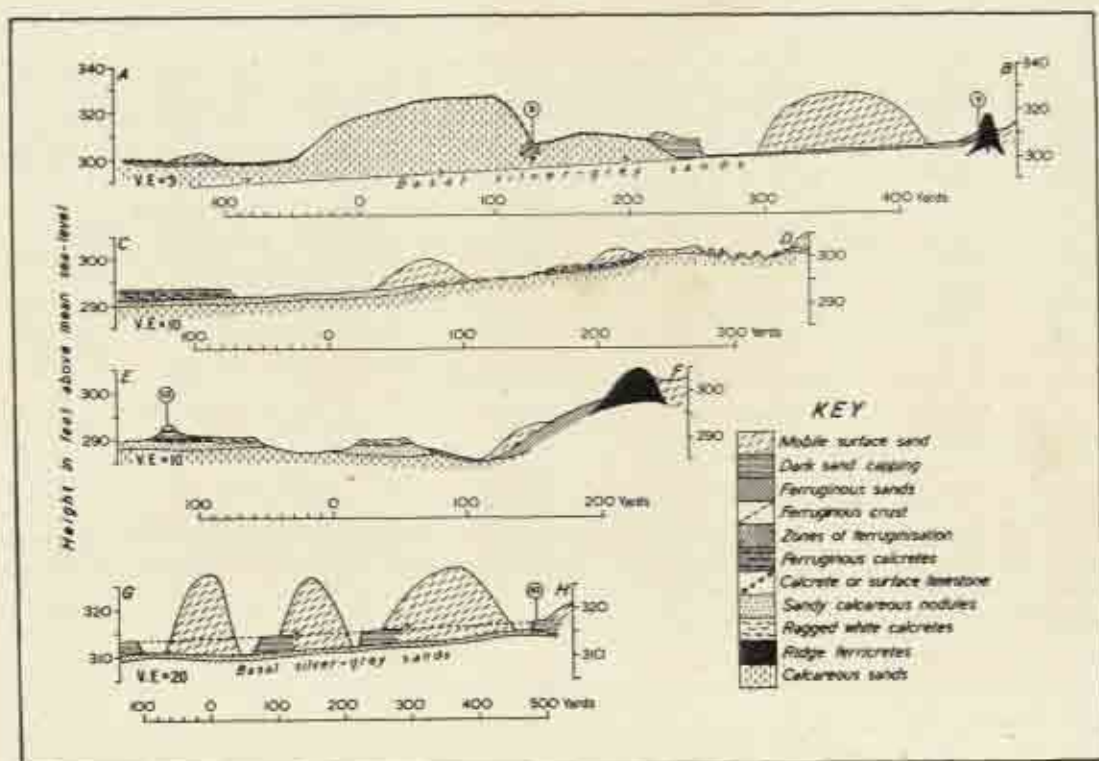 Height in feet above mean sea-level
A B
340 340
320 320
300 300
V.E=5
Basal silver-grey sands
100 0 100 200 300 400 Yards
C D
300 300
290 290
V.E=10
100 0 100 200 300 Yards
E F
300 300
290 290
V.E=10
100 0 100 200 Yards
G H
320 320
310 310
V.E=20
Basal silver-grey sands
100 0 100 200 300 400 500 Yards
KEY
Mobile surface sand
Dark sand capping
Ferruginous sands
Ferruginous crust
Zones of ferruginisation
Ferruginous calcretes
Calcrete or surface limestone
Sandy calcareous nodules
Ragged white calcretes
Ridge ferricretes
Calcareous sands